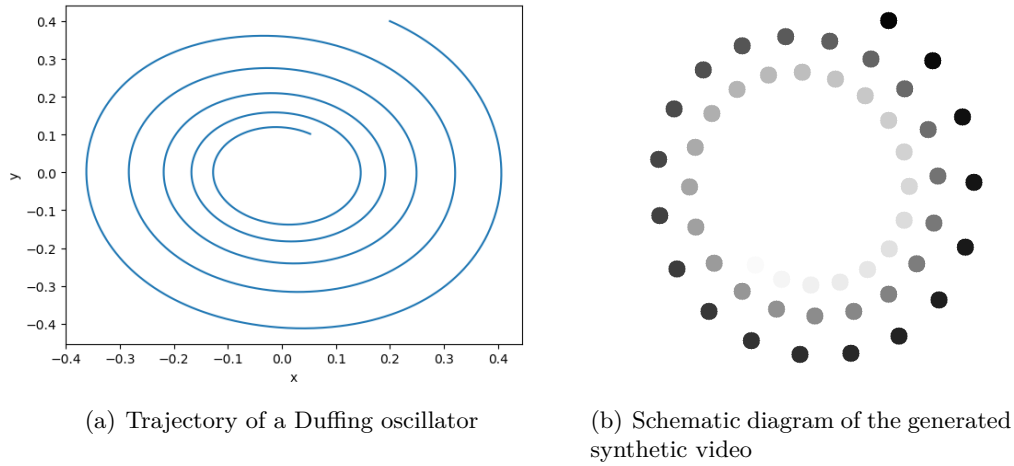 0.4
0.3
0.2
0.1
0.0
−0.1
−0.2
−0.3
−0.4
y
−0.4 −0.3 −0.2 −0.1 0.0 0.1 0.2 0.3 0.4
x
(a) Trajectory of a Duffing oscillator
(b) Schematic diagram of the generated
synthetic video